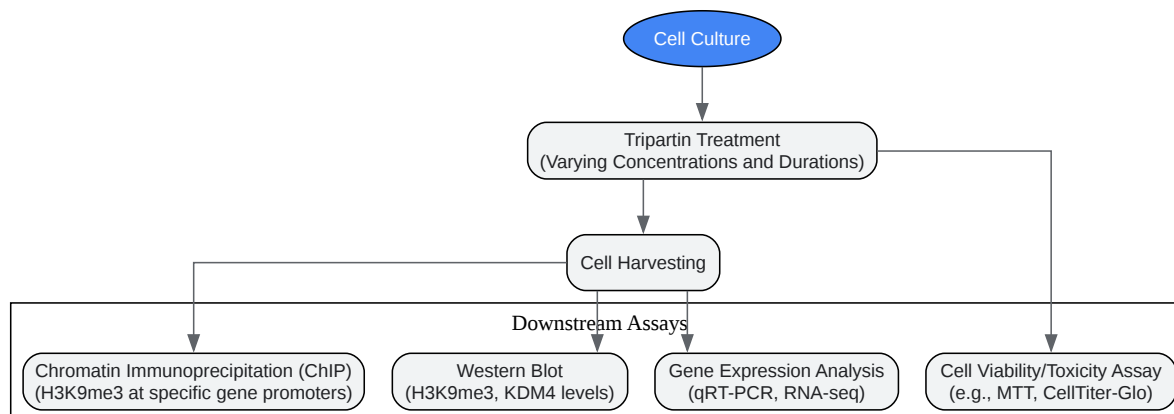 Cell Culture
Tripartin Treatment
(Varying Concentrations and Durations)
Cell Harvesting
Downstream Assays
Chromatin Immunoprecipitation (ChIP)
(H3K9me3 at specific gene promoters)
Western Blot
(H3K9me3, KDM4 levels)
Gene Expression Analysis
(qRT-PCR, RNA-seq)
Cell Viability/Toxicity Assay
(e.g., MTT, CellTiter-Glo)